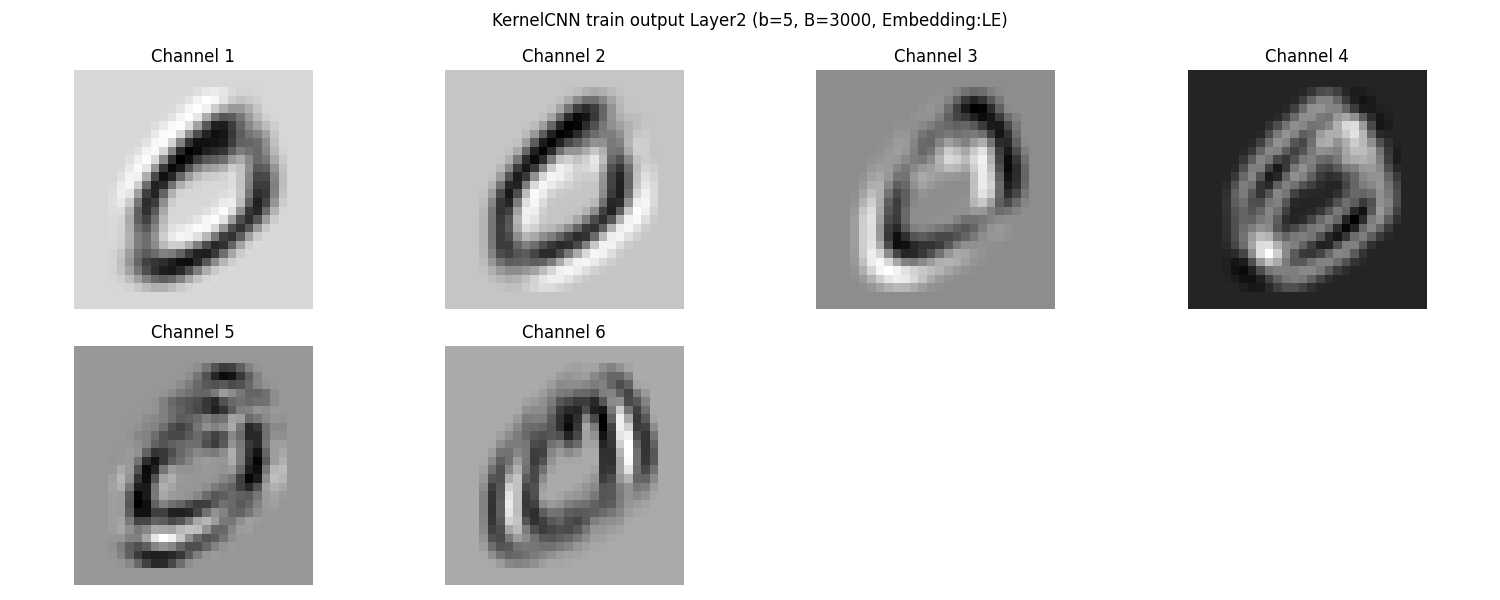 KernelCNN train output Layer2 (b=5, B=3000, Embedding:LE)
Channel 1
Channel 2
Channel 3
Channel 4
Channel 5
Channel 6